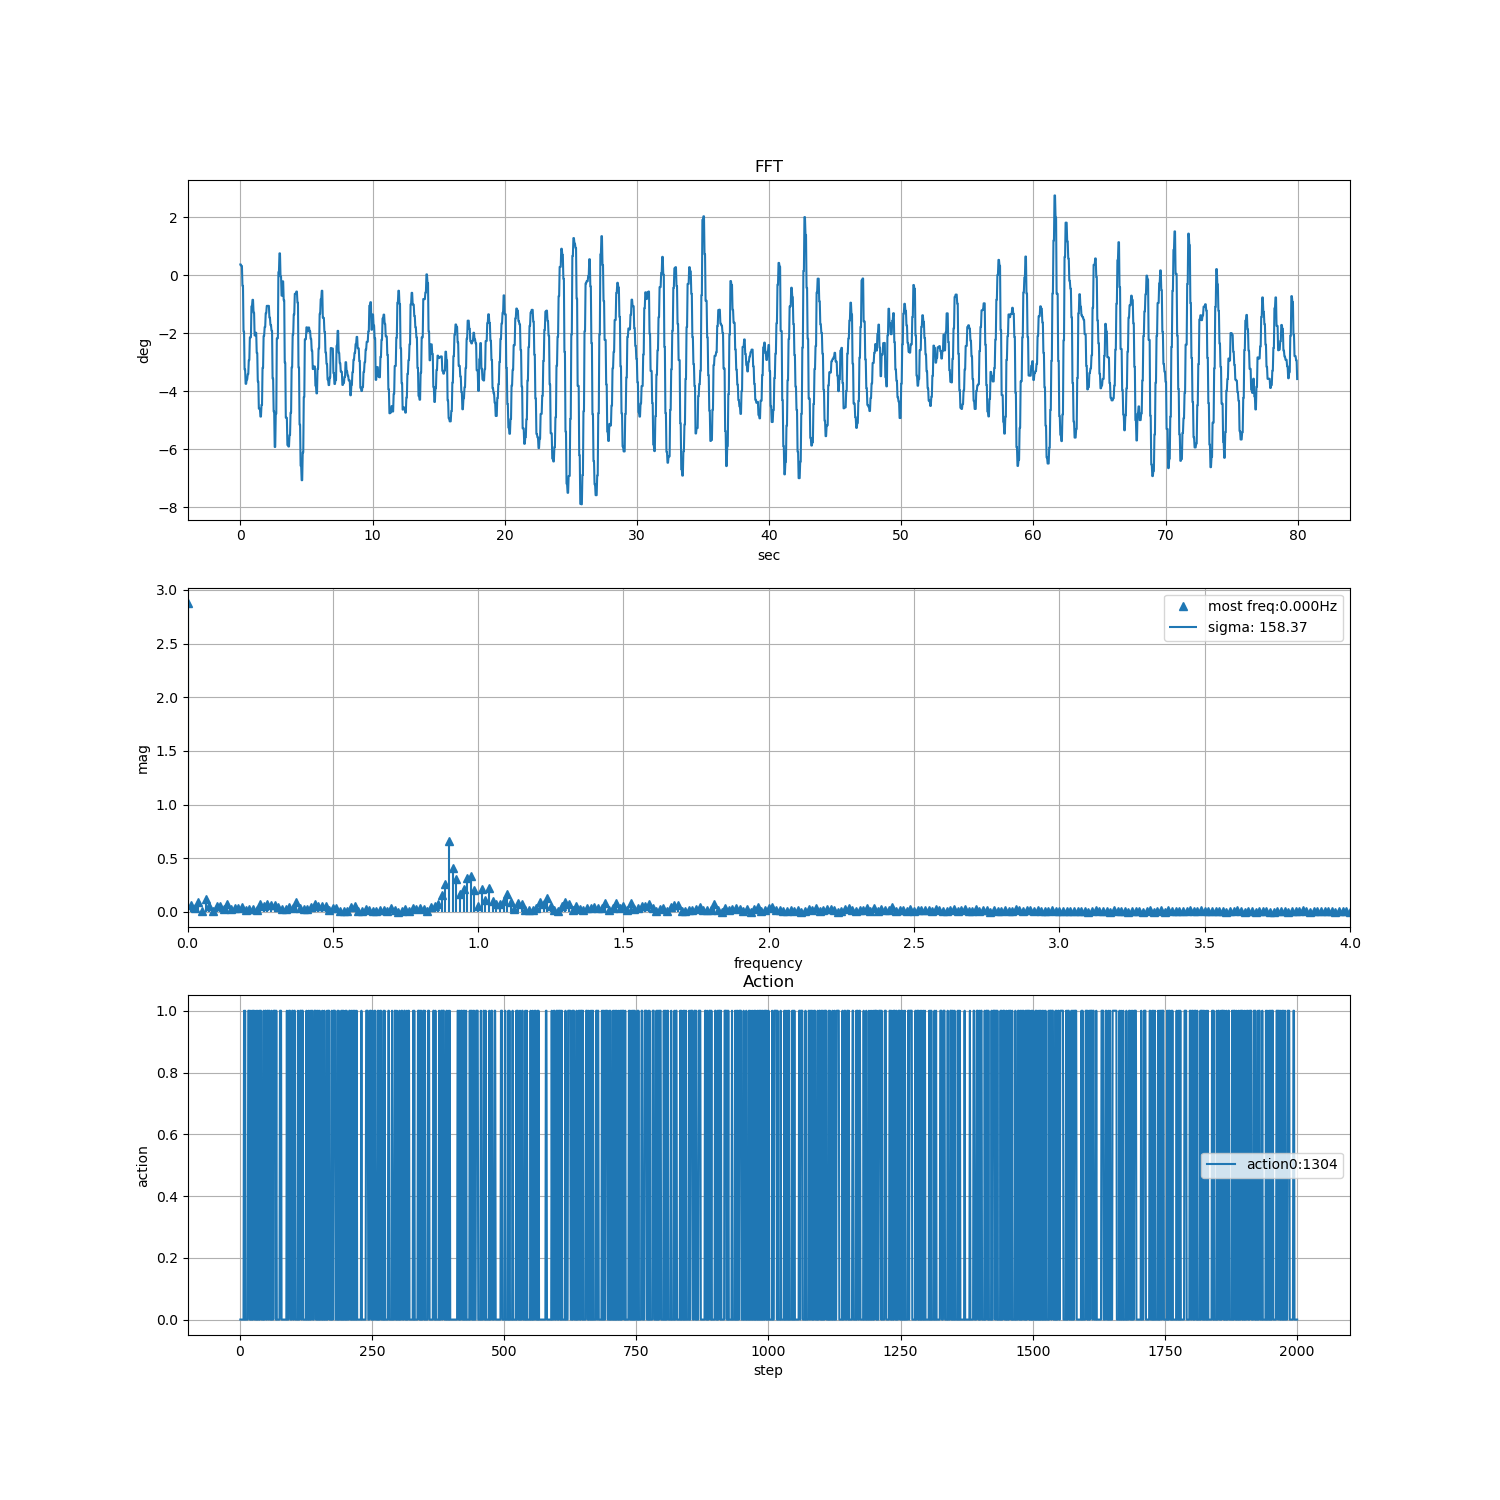 FFT
2
0
−2
−4
−6
−8
deg
0 10 20 30 40 50 60 70 80
sec
3.0
2.5
2.0
1.5
1.0
0.5
0.0
mag
most freq:0.000Hz
sigma: 158.37
0.0 0.5 1.0 1.5 2.0 2.5 3.0 3.5 4.0
frequency
Action
1.0
0.8
0.6
0.4
0.2
0.0
action
action0:1304
0 250 500 750 1000 1250 1500 1750 2000
step